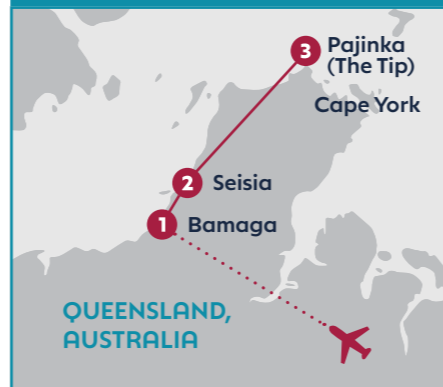 3 Pajinka
(The Tip)
Cape York
2 Seisia
1 Bamaga
QUEENSLAND,
AUSTRALIA